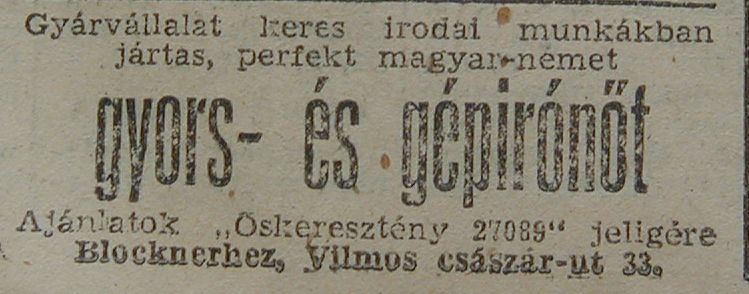 Gyárvállalat keres irodai munkákban
jártas, perfekt magyar-német
gyors- és gépirónőt
Ajánlatok „Őskeresztény 27089“ jeligére
Blocknerhez, Vilmos császár-ut 33.